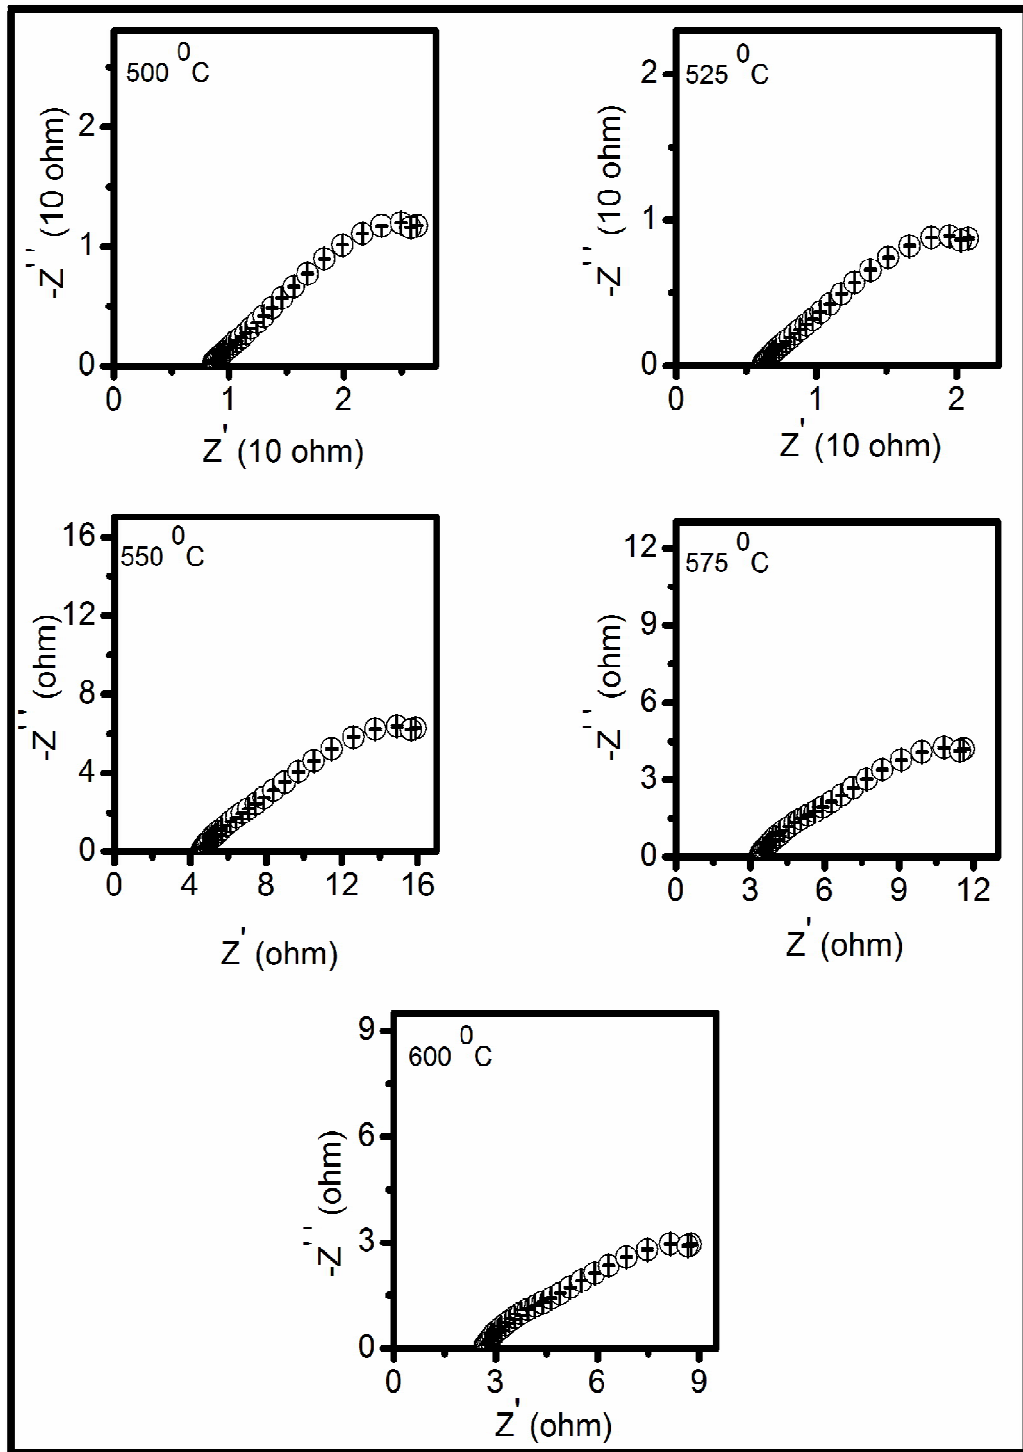 500 ⁰C
2
1
0
-Z'' (10 ohm)
0 1 2
Z' (10 ohm)
525 ⁰C
2
1
0
-Z'' (10 ohm)
0 1 2
Z' (10 ohm)
550 ⁰C
16
12
8
4
0
-Z'' (ohm)
0 4 8 12 16
Z' (ohm)
575 ⁰C
12
9
6
3
0
-Z'' (ohm)
0 3 6 9 12
Z' (ohm)
600 ⁰C
9
6
3
0
-Z'' (ohm)
0 3 6 9
Z' (ohm)